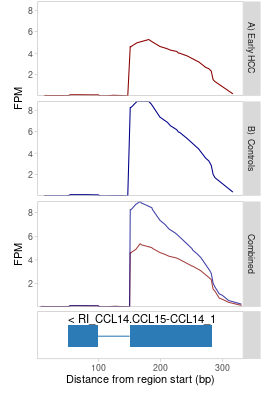 8
6
4
2
FPM
A) Early HCC
8
6
4
2
B) Controls
8
6
4
2
FPM
Combined
< RI_CCL14.CCL15-CCL14_1
100 200 300
Distance from region start (bp)